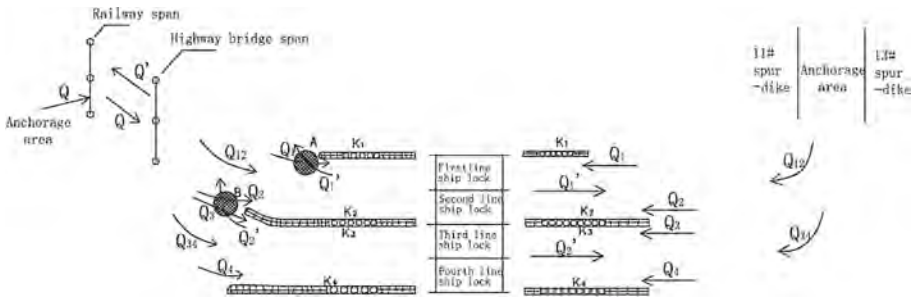 Railway span
Highway bridge span
Q'
Q
Q
Anchorage
area
11#
spur
-dike
Anchorage
area
13#
spur
-dike
Q12
QA
A
K1
Q1'
K1
Q1
Q12
First line
ship lock
Q1'
B
Q2
Q3
Q2'
K2
K3
Second line
ship lock
K2
K3
Q2
Q3
Third line
ship lock
Q2'
Q34
Q34
Q4
K4
Fourth line
ship lock
K4
Q4